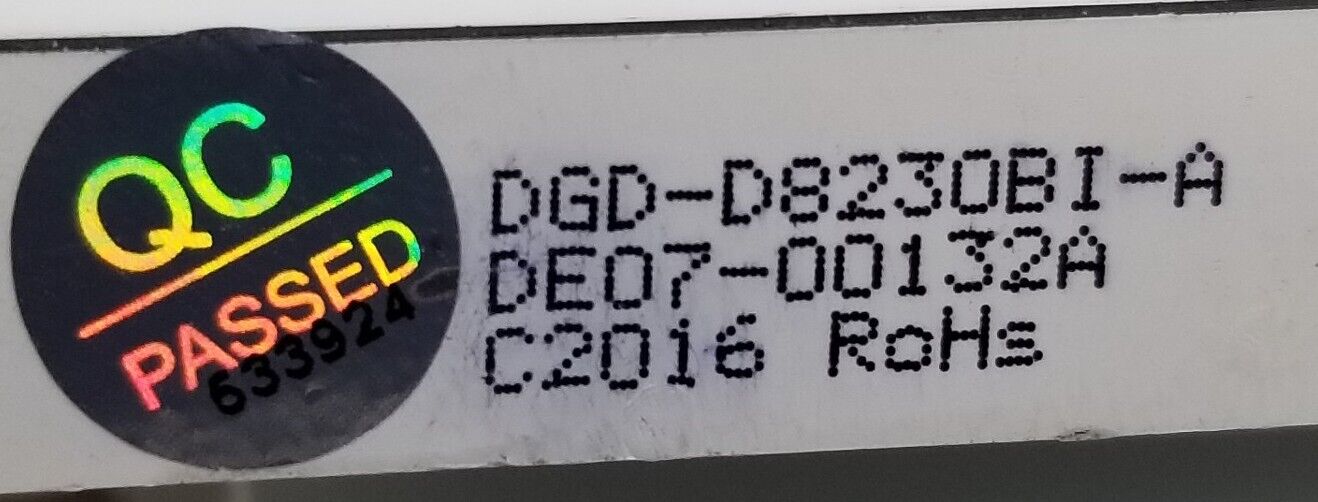 QC
PASSED
633924
DGD-D8230BI-A
DE07-00132A
C2016 RoHs